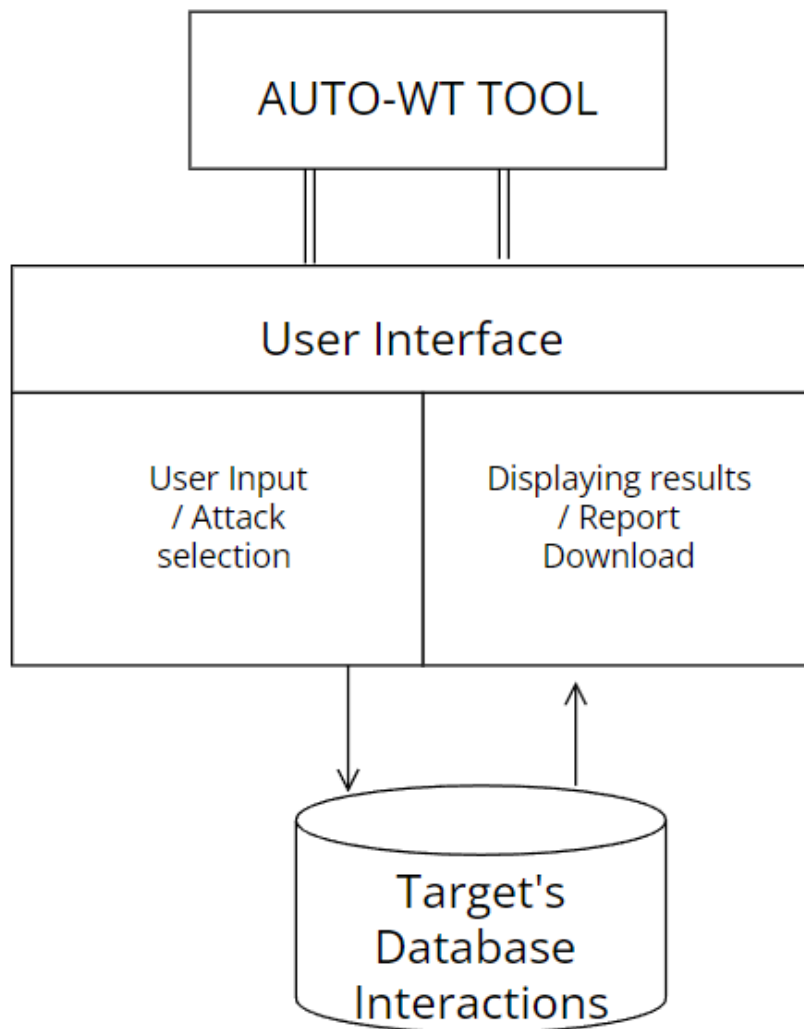 AUTO-WT TOOL
User Interface
User Input
/ Attack
selection
Displaying results
/ Report
Download
Target's
Database
Interactions